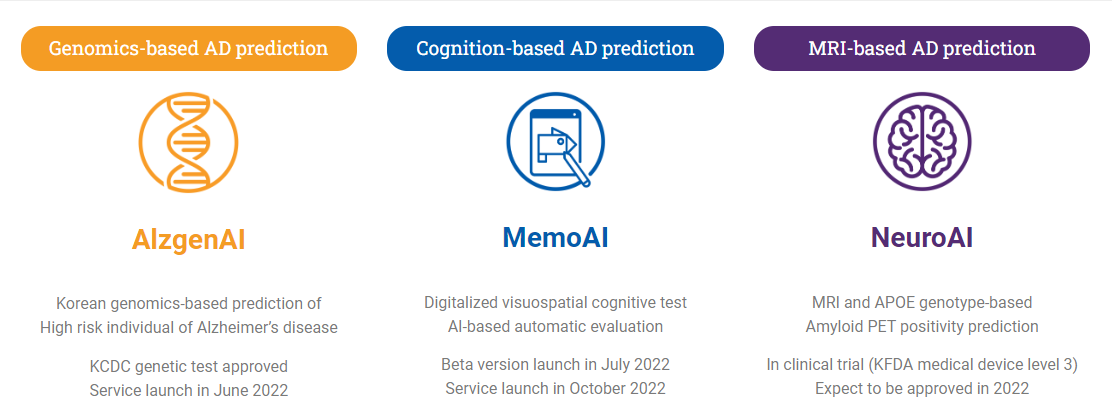 Genomics-based AD prediction
AlzgenAI
Korean genomics-based prediction of
High risk individual of Alzheimer's disease
KCDC genetic test approved
Service launch in June 2022
Cognition-based AD prediction
MemoAI
Digitalized visuospatial cognitive test
AI-based automatic evaluation
Beta version launch in July 2022
Service launch in October 2022
MRI-based AD prediction
NeuroAI
MRI and APOE genotype-based
Amyloid PET positivity prediction
In clinical trial (KFDA medical device level 3)
Expect to be approved in 2022